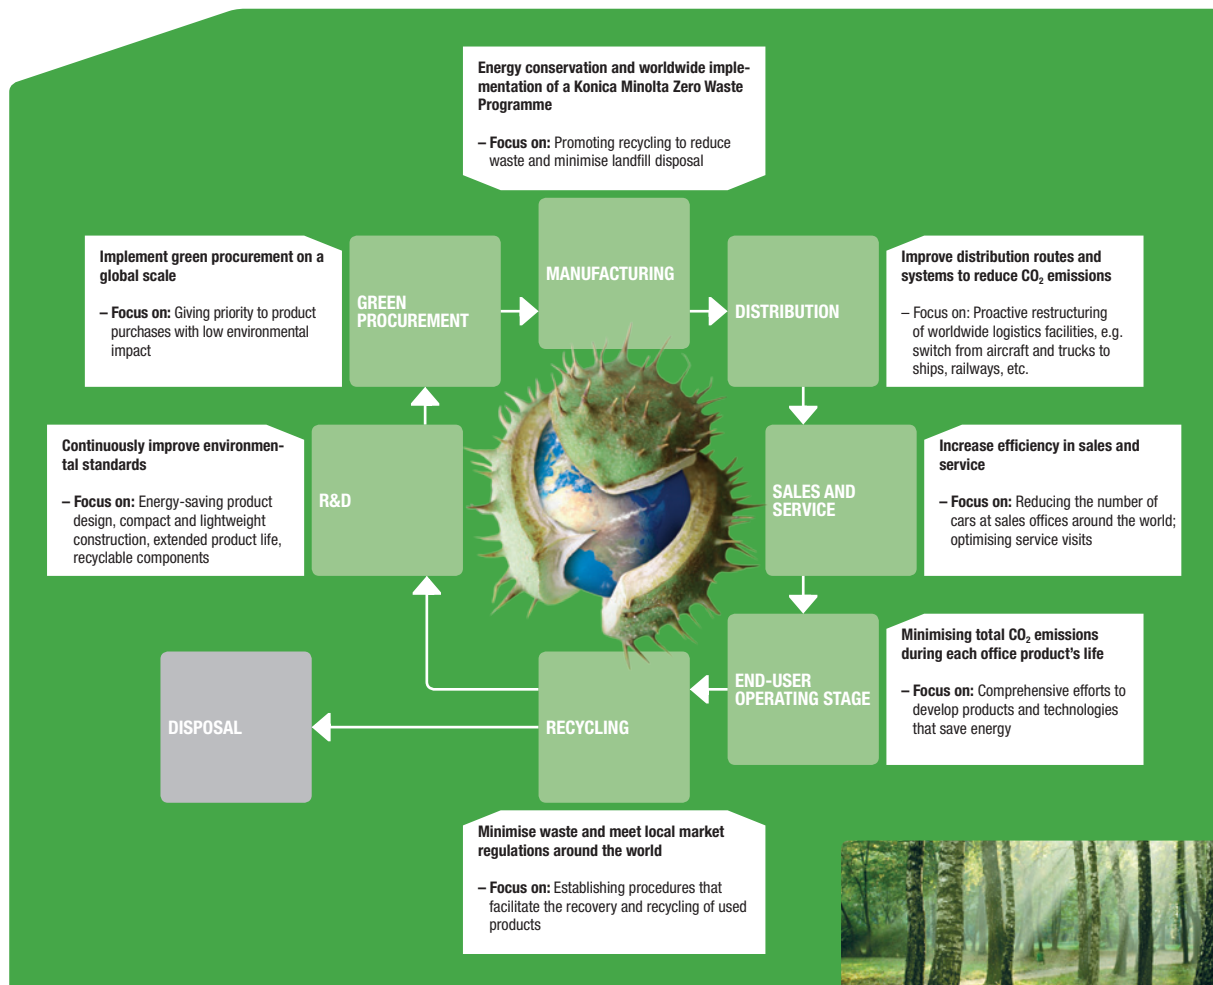 Energy conservation and worldwide imple-
mentation of a Konica Minolta Zero Waste
Programme
– Focus on: Promoting recycling to reduce
waste and minimise landfill disposal
MANUFACTURING
Implement green procurement on a
global scale
– Focus on: Giving priority to product
purchases with low environmental
impact
GREEN
PROCUREMENT
DISTRIBUTION
Improve distribution routes and
systems to reduce CO₂ emissions
– Focus on: Proactive restructuring
of worldwide logistics facilities, e.g.
switch from aircraft and trucks to
ships, railways, etc.
Continuously improve environmen-
tal standards
– Focus on: Energy-saving product
design, compact and lightweight
construction, extended product life,
recyclable components
R&D
SALES AND
SERVICE
Increase efficiency in sales and
service
– Focus on: Reducing the number of
cars at sales offices around the world;
optimising service visits
DISPOSAL
RECYCLING
END-USER
OPERATING STAGE
Minimising total CO₂ emissions
during each office product's life
– Focus on: Comprehensive efforts to
develop products and technologies
that save energy
Minimise waste and meet local market
regulations around the world
– Focus on: Establishing procedures that
facilitate the recovery and recycling of used
products